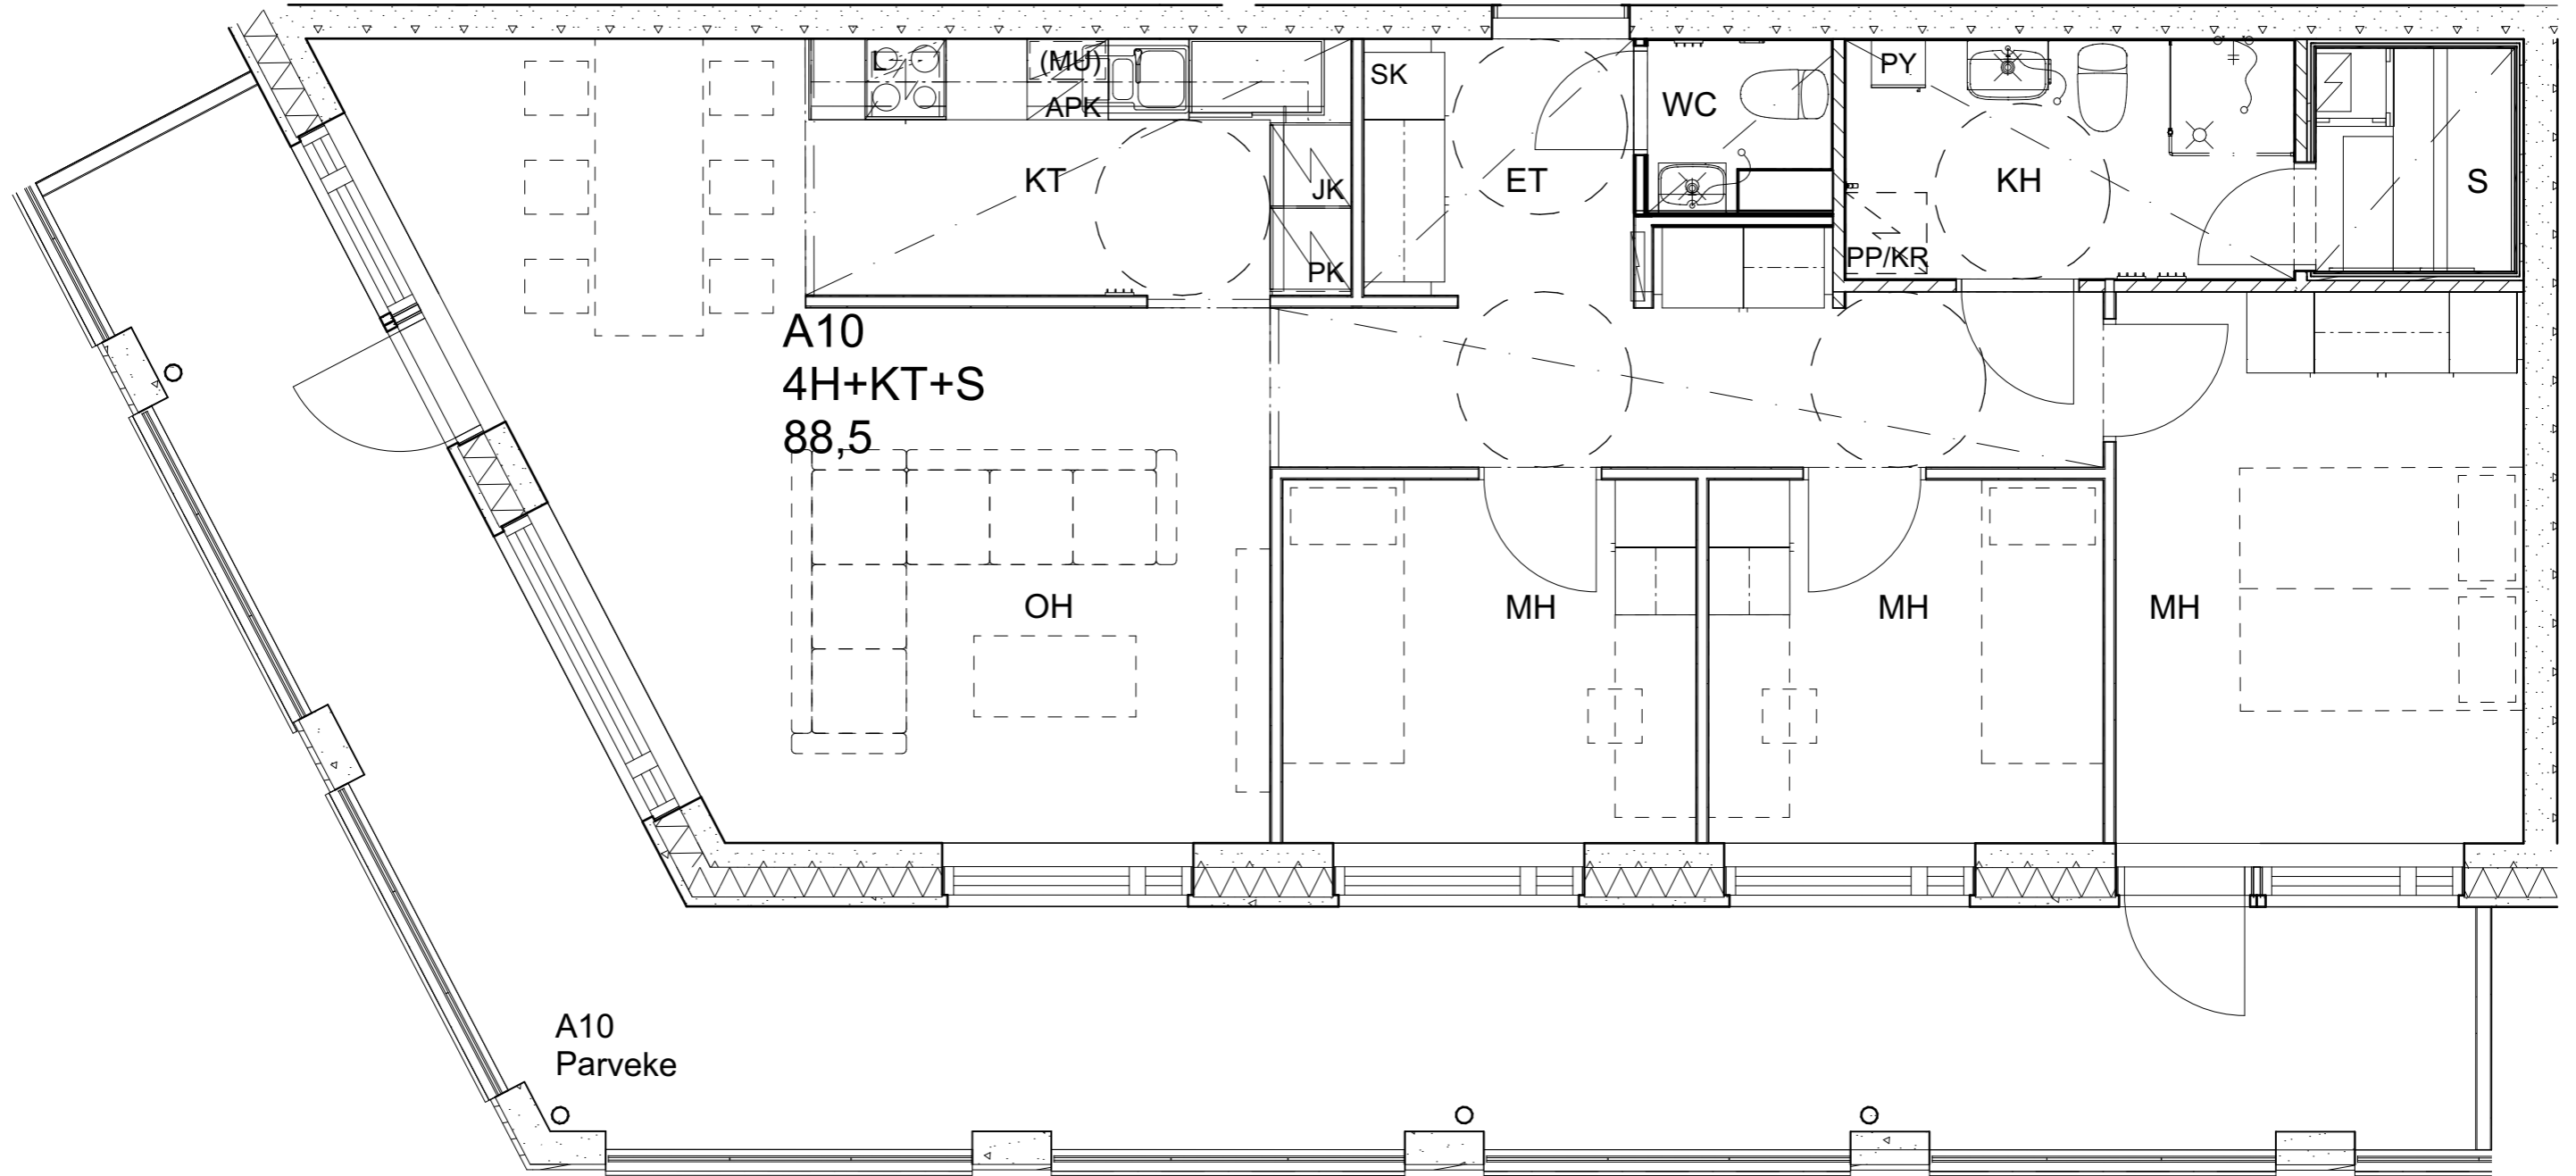 L
(MU)
APK
SK
WC
PY
KT
JK
PK
ET
KH
S
PP/KR
A10
4H+KT+S
88,5
OH
MH
MH
MH
A10
Parveke